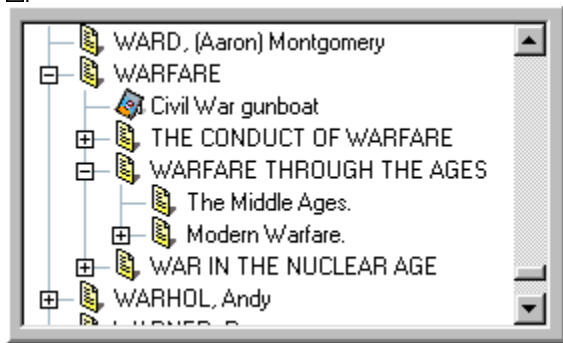 WARD, (Aaron) Montgomery
WARFARE
Civil War gunboat
THE CONDUCT OF WARFARE
WARFARE THROUGH THE AGES
The Middle Ages.
Modern Warfare.
WAR IN THE NUCLEAR AGE
WARHOL, Andy